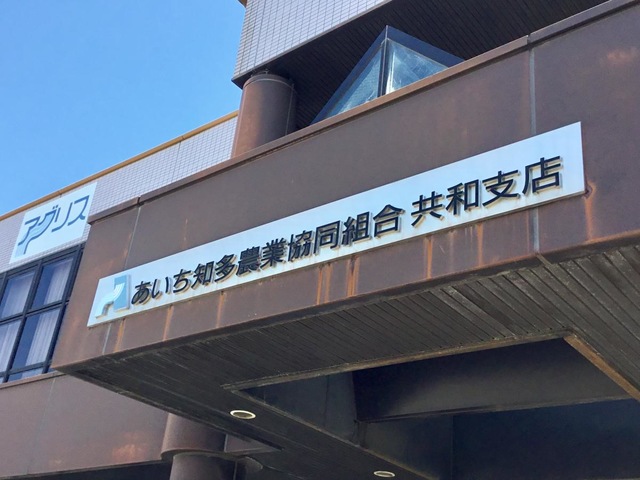 アグリス
あいち知多農業協同組合 共和支店